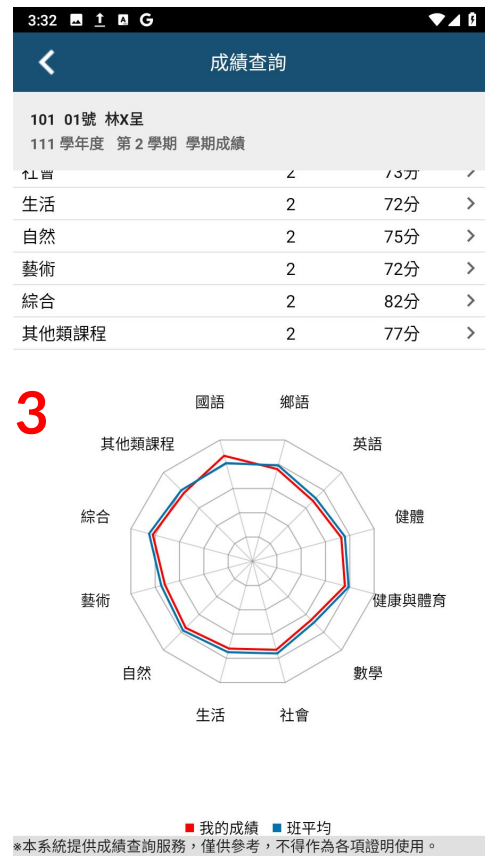 3:32
成績查詢
101 01號 林X呈
111 學年度 第 2 學期 學期成績
社會 2 73分
生活 2 72分
自然 2 75分
藝術 2 72分
綜合 2 82分
其他類課程 2 77分
3
國語 鄉語
其他類課程 英語
綜合 健體
藝術 健康與體育
自然 數學
生活 社會
我的成績 班平均
※本系統提供成績查詢服務，僅供參考，不得作為各項證明使用。